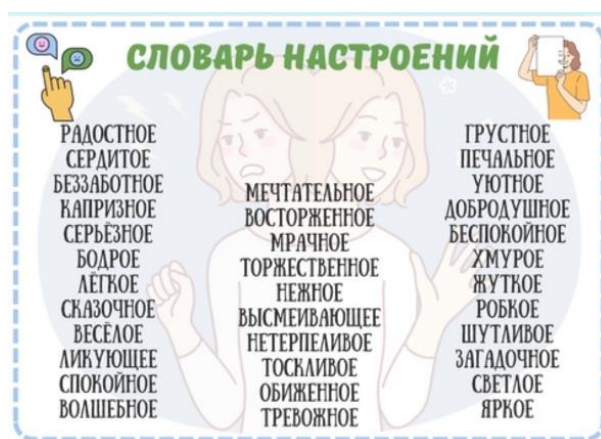 СЛОВАРЬ НАСТРОЕНИЙ
РАДОСТНОЕ
СЕРДИТОЕ
БЕЗЗАБОТНОЕ
КАПРИЗНОЕ
СЕРЬЁЗНОЕ
БОДРОЕ
ЛЁГКОЕ
СКАЗОЧНОЕ
ВЕСЁЛОЕ
ЛИКУЮЩЕЕ
СПОКОЙНОЕ
ВОЛШЕБНОЕ
МЕЧТАТЕЛЬНОЕ
ВОСТОРЖЕННОЕ
МРАЧНОЕ
ТОРЖЕСТВЕННОЕ
НЕЖНОЕ
ВЫСМЕИВАЮЩЕЕ
НЕТЕРПЕЛИВОЕ
ТОСКЛИВОЕ
ОБИЖЕННОЕ
ТРЕВОЖНОЕ
ГРУСТНОЕ
ПЕЧАЛЬНОЕ
УЮТНОЕ
ДОБРОДУШНОЕ
БЕСПОКОЙНОЕ
ХМУРОЕ
ЖУТКОЕ
РОБКОЕ
ШУТЛИВОЕ
ЗАГАДОЧНОЕ
СВЕТЛОЕ
ЯРКОЕ